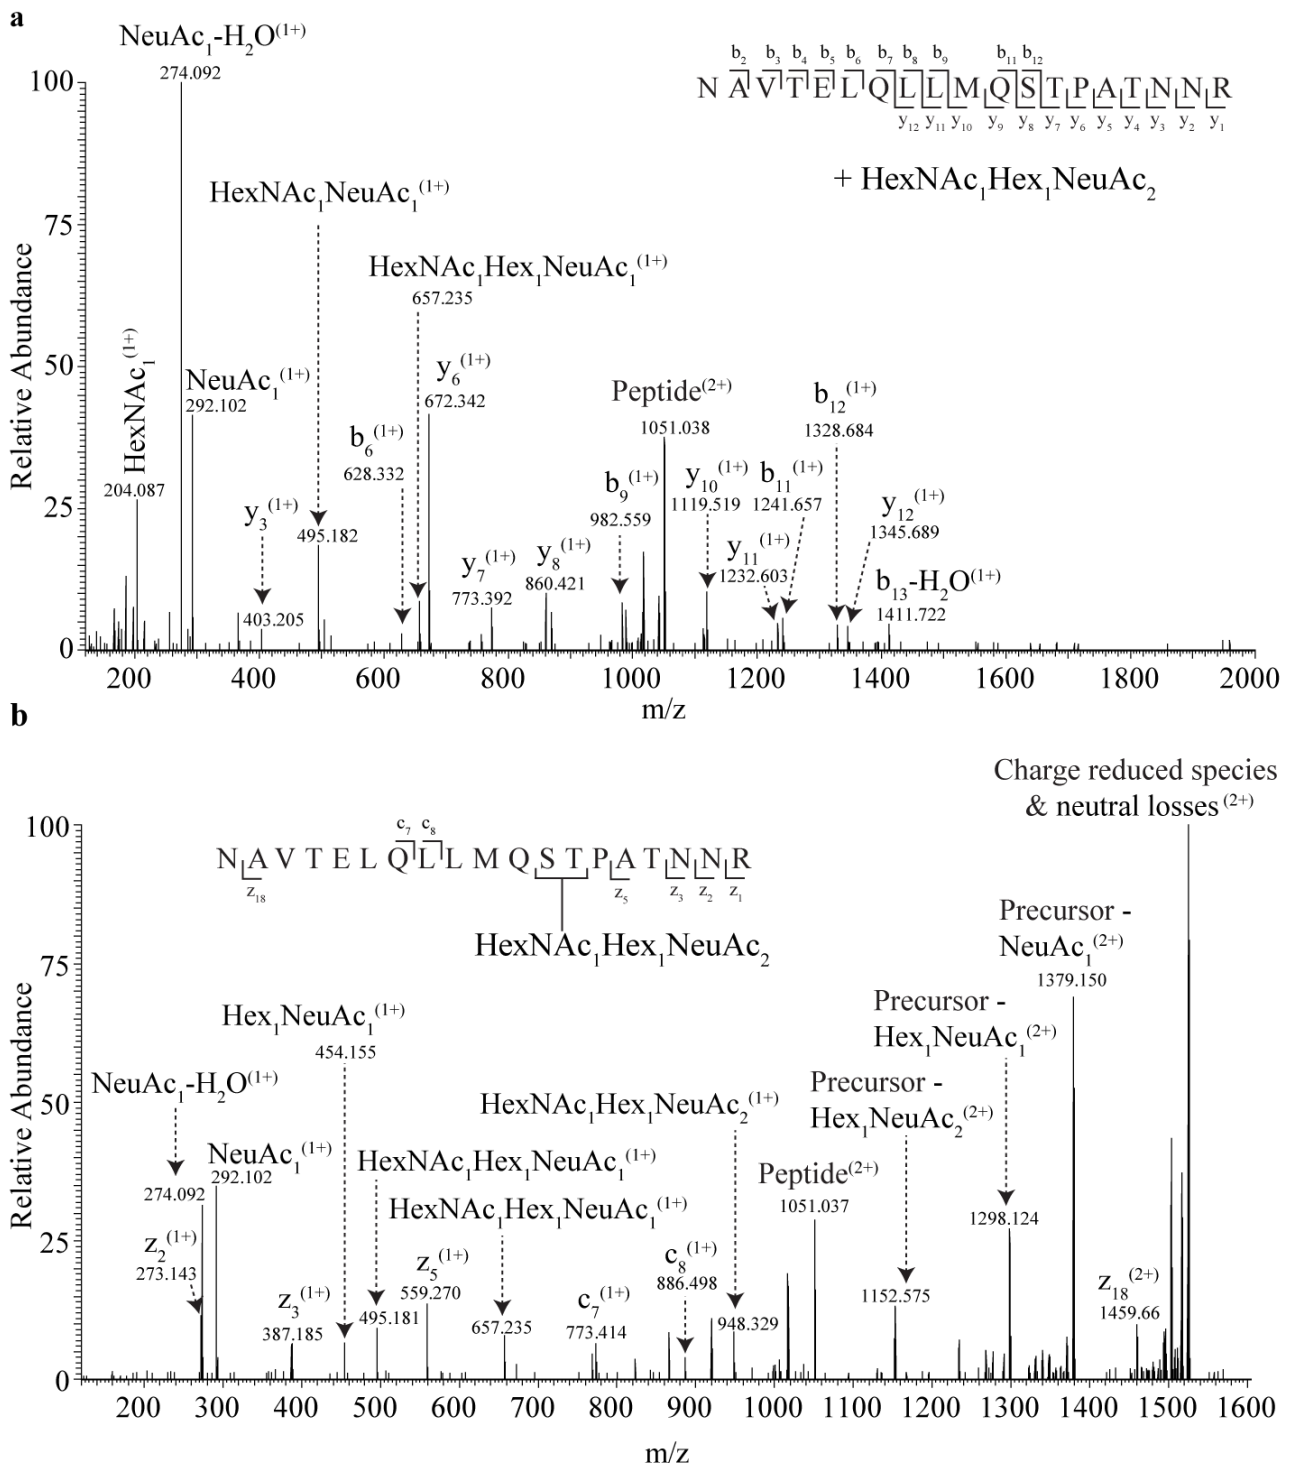 a
NeuAc1-H2O(1+)
274.092
b2 b3 b4 b5 b6 b7 b8 b9 b11 b12
N A V T E L Q L L M Q S T P A T N N R
y12 y11 y10 y9 y8 y7 y6 y5 y4 y3 y2 y1
+ HexNAc1Hex1NeuAc2
HexNAc1NeuAc1(1+)
HexNAc1Hex1NeuAc1(1+)
657.235
HexNAc1(1+)
204.087
NeuAc1(1+)
292.102
y3(1+)
403.205
495.182
b6(1+)
628.332
y6(1+)
672.342
y7(1+)
773.392
y8(1+)
860.421
b9(1+)
982.559
Peptide(2+)
1051.038
y10(1+)
1119.519
y11(1+)
1232.603
b11(1+)
1241.657
b12(1+)
1328.684
y12(1+)
1345.689
b13-H2O(1+)
1411.722
Relative Abundance
100
75
50
25
0
200 400 600 800 1000 1200 1400 1600 1800 2000
m/z
b
Charge reduced species
& neutral losses(2+)
c7 c8
N A V T E L Q L L M Q S T P A T N N R
z18 z5 z3 z2 z1
HexNAc1Hex1NeuAc2
Precursor -
NeuAc1(2+)
1379.150
Precursor -
Hex1NeuAc1(2+)
1298.124
Precursor -
Hex1NeuAc2(2+)
1152.575
Hex1NeuAc1(1+)
454.155
NeuAc1-H2O(1+)
274.092
NeuAc1(1+)
292.102
HexNAc1Hex1NeuAc2(1+)
948.329
HexNAc1Hex1NeuAc1(1+)
495.181
HexNAc1Hex1NeuAc1(1+)
657.235
Peptide(2+)
1051.037
z2(1+)
273.143
z3(1+)
387.185
z5(1+)
559.270
c7(1+)
773.414
c8(1+)
886.498
z18(2+)
1459.66
Relative Abundance
100
75
50
25
0
200 300 400 500 600 700 800 900 1000 1100 1200 1300 1400 1500 1600
m/z